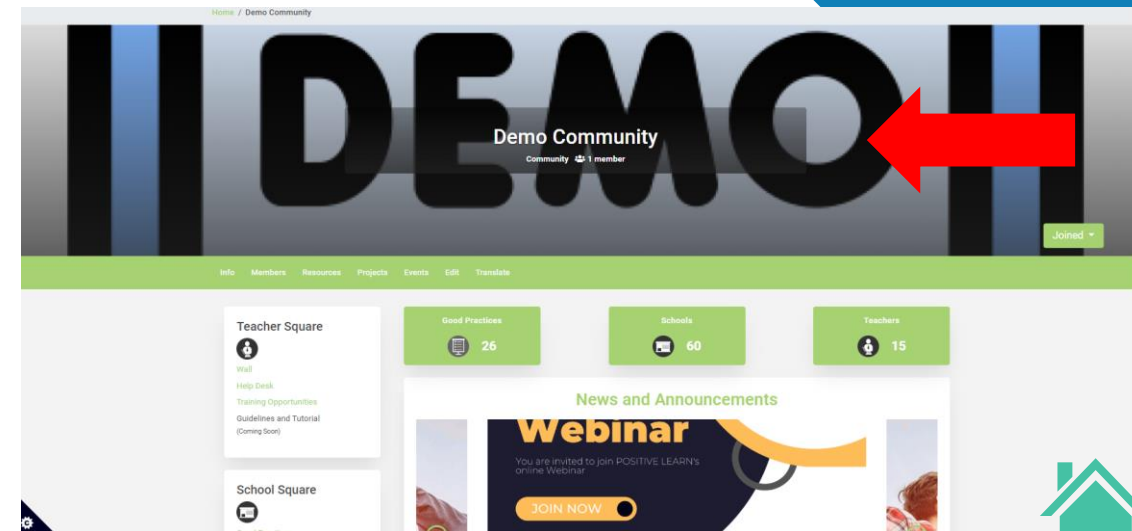 Home / Demo Community
DEMO
Demo Community
Community 1 member
Joined
Info Members Resources Projects Events Edit Translate
Teacher Square
Wall
Help Desk
Training Opportunities
Guidelines and Tutorial
(Coming Soon)
Good Practices
26
Schools
60
Teachers
15
News and Announcements
Webinar
You are invited to join POSITIVE LEARN's
online Webinar
JOIN NOW
School Square